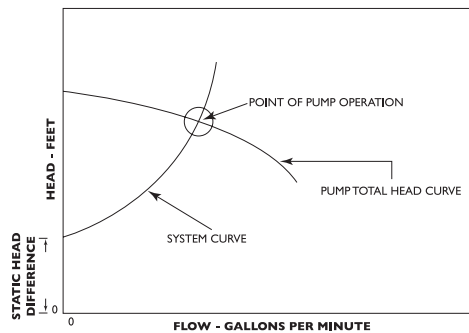 POINT OF PUMP OPERATION
HEAD - FEET
PUMP TOTAL HEAD CURVE
SYSTEM CURVE
STATIC HEAD
DIFFERENCE
0
0
FLOW - GALLONS PER MINUTE